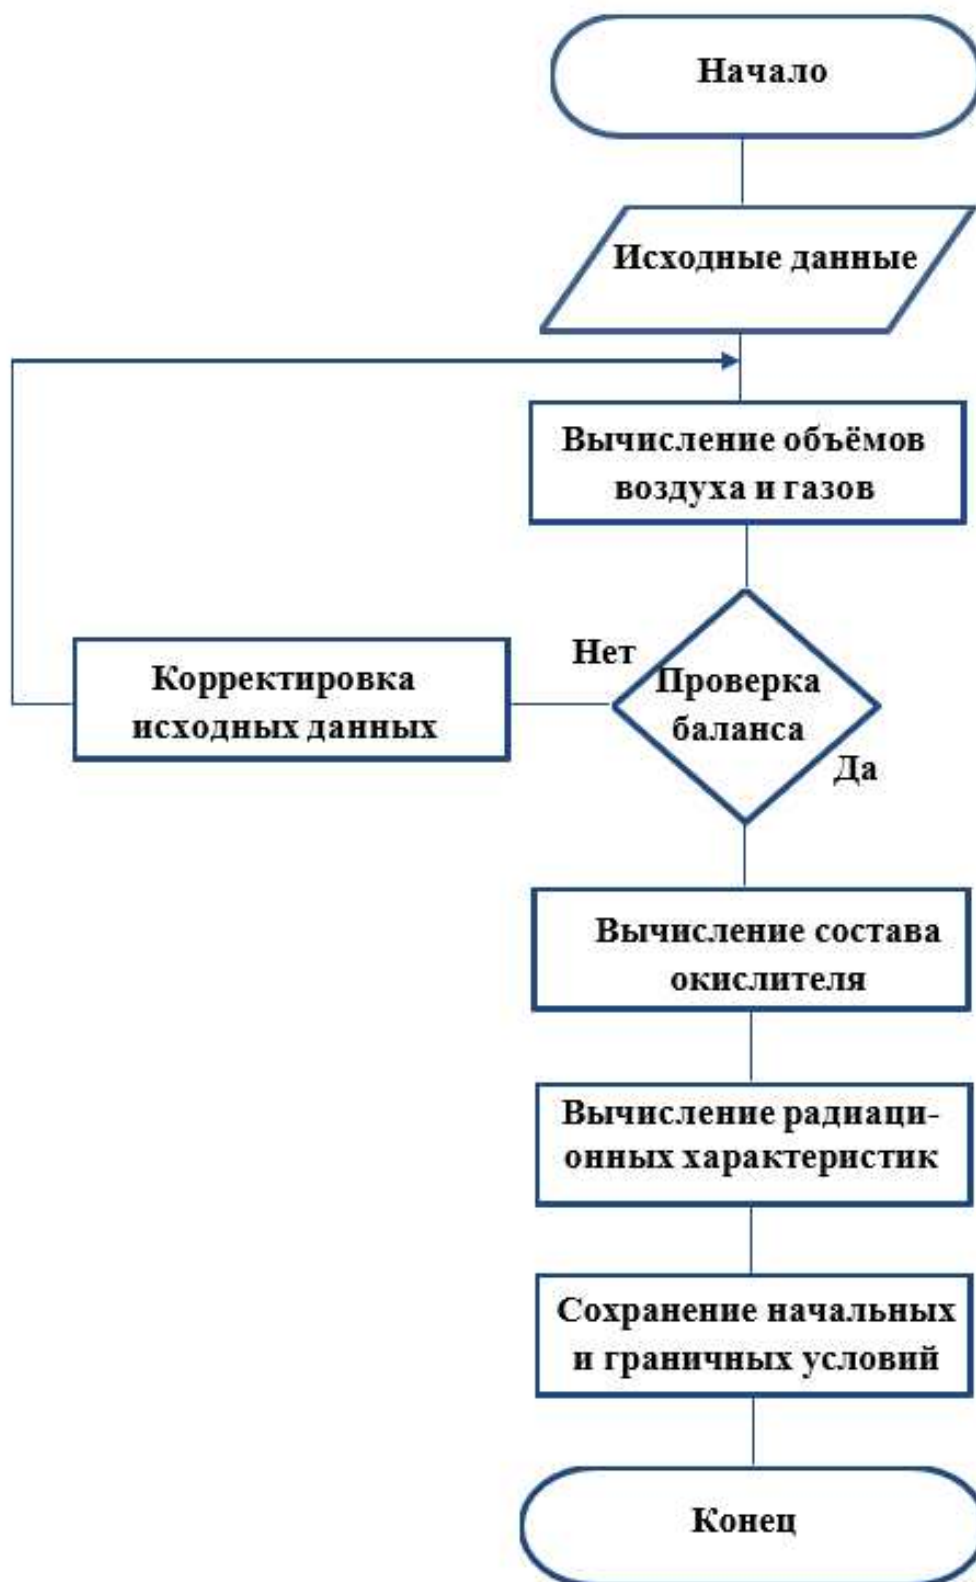 Начало
Исходные данные
Вычисление объёмов
воздуха и газов
Нет
Проверка
баланса
Корректировка
исходных данных
Да
Вычисление состава
окислителя
Вычисление радиаци-
онных характеристик
Сохранение начальных
и граничных условий
Конец